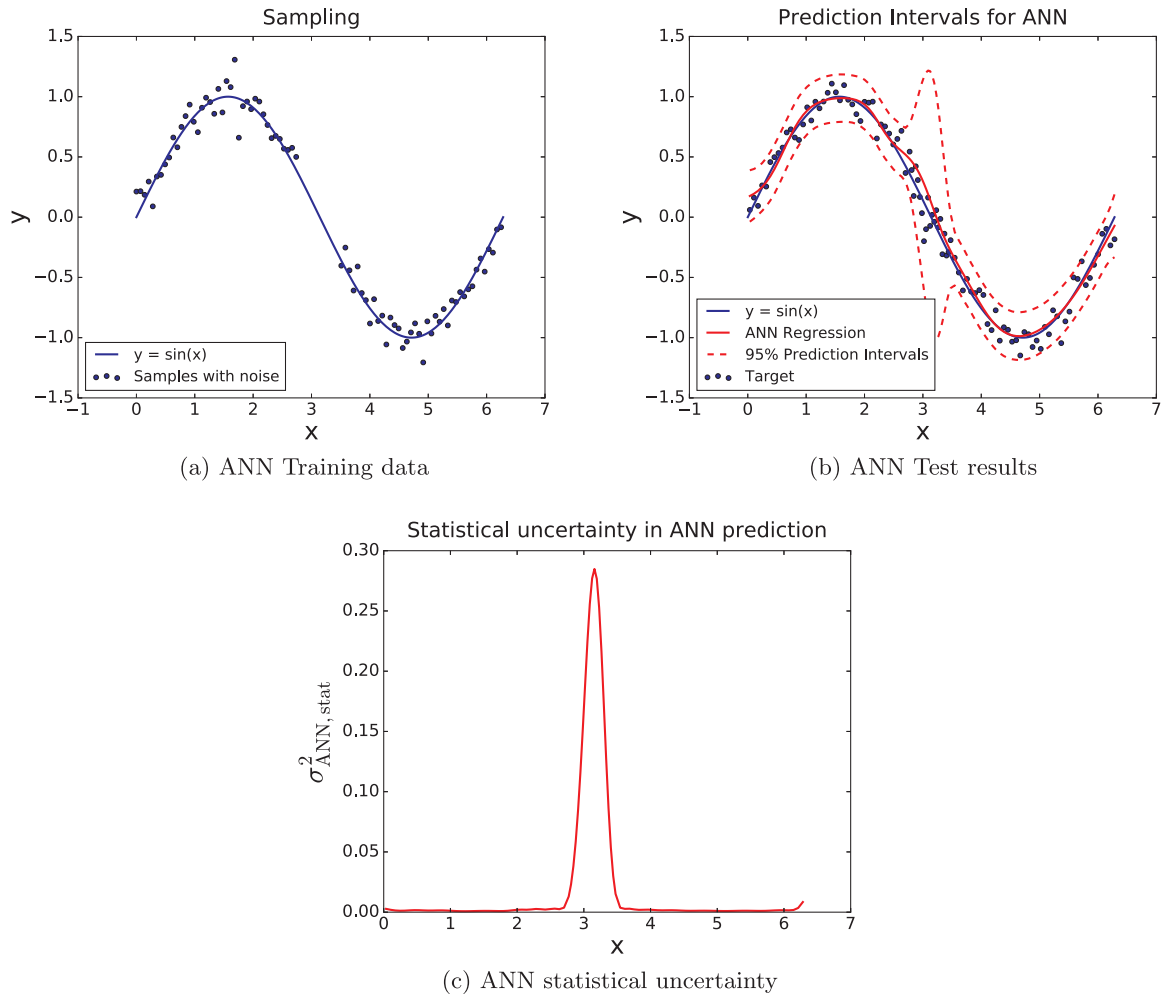 Sampling
1.5
1.0
0.5
0.0
−0.5
−1.0
−1.5
y
y = sin(x)
Samples with noise
−1 0 1 2 3 4 5 6 7
x
(a) ANN Training data
Prediction Intervals for ANN
1.5
1.0
0.5
0.0
−0.5
−1.0
−1.5
y
y = sin(x)
ANN Regression
95% Prediction Intervals
Target
−1 0 1 2 3 4 5 6 7
x
(b) ANN Test results
Statistical uncertainty in ANN prediction
0.30
0.25
0.20
0.15
0.10
0.05
0.00
σ²ANN, stat
0 1 2 3 4 5 6 7
x
(c) ANN statistical uncertainty